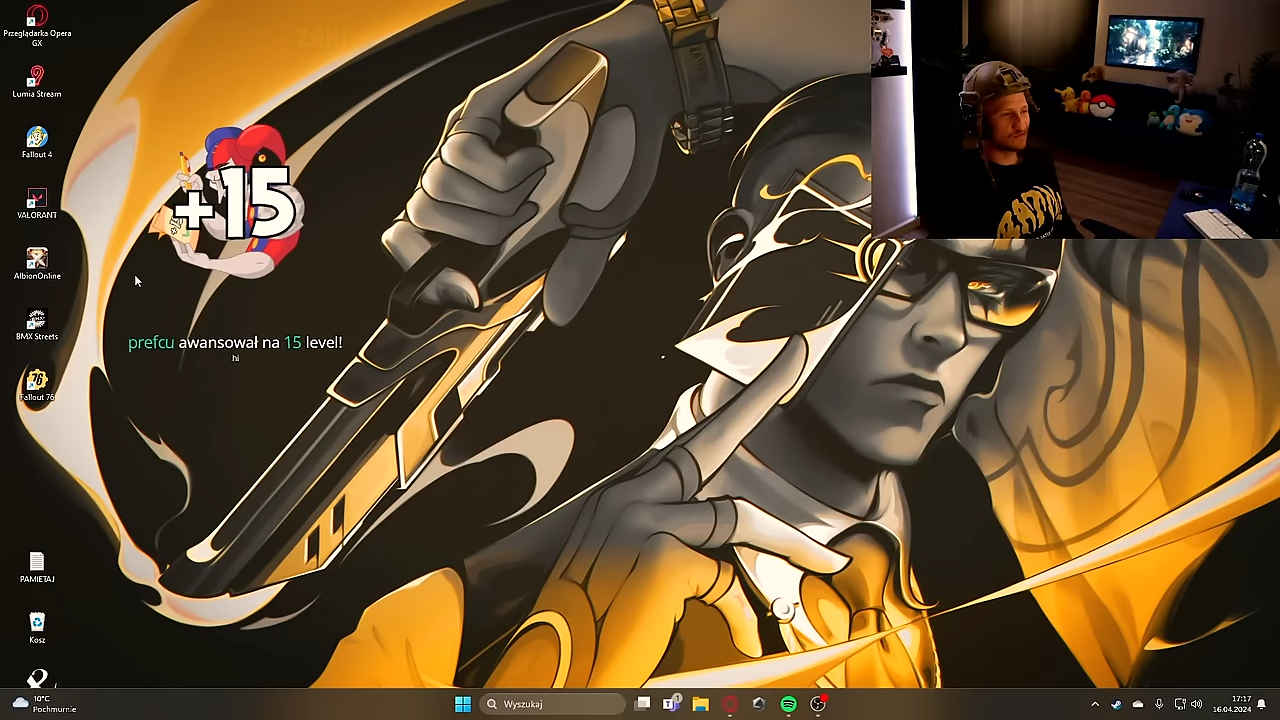 Przeglądarka Opera
GX
Lumia Stream
Fallout 4
VALORANT
AlbionOnline
BMX Streets
Fallout 76
PAMIETAJ
Kosz
+15
prefcu awansował na 15 level!
hi
10°C
Pochmurnie
Wyszukaj
1
17:17
16.04.2024